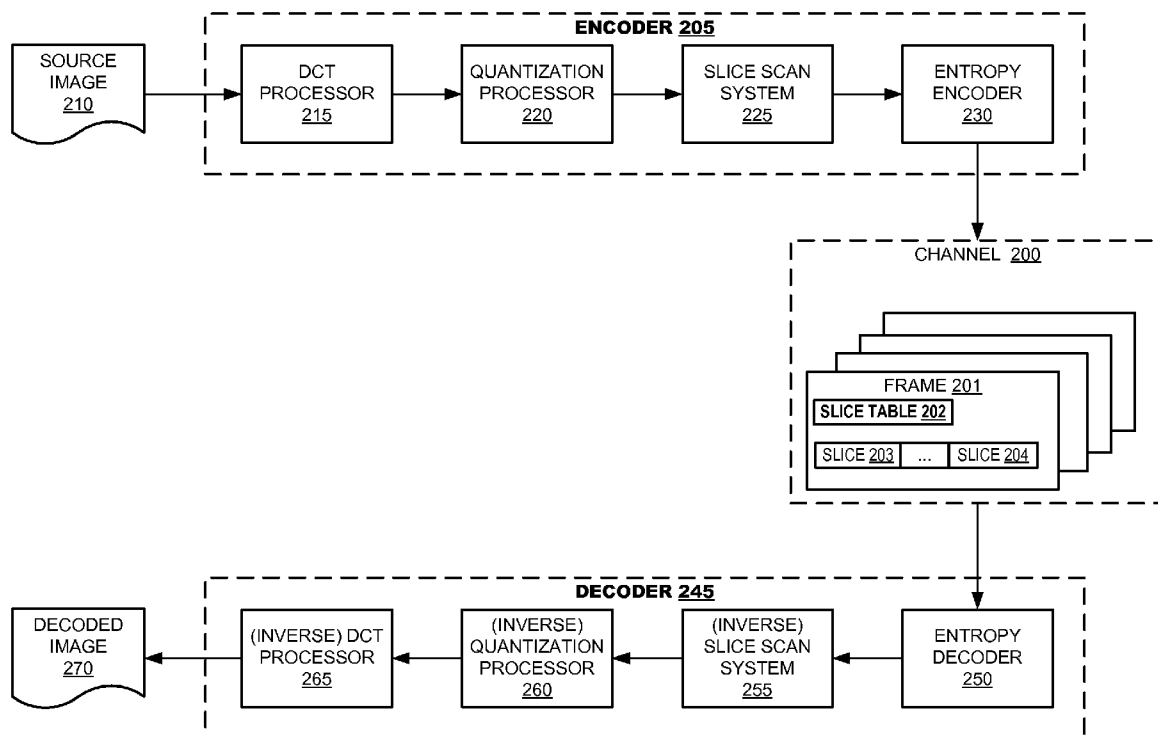 ENCODER 205
SOURCE
IMAGE
210
DCT
PROCESSOR
215
QUANTIZATION
PROCESSOR
220
SLICE SCAN
SYSTEM
225
ENTROPY
ENCODER
230
CHANNEL 200
FRAME 201
SLICE TABLE 202
SLICE 203 ... SLICE 204
DECODER 245
DECODED
IMAGE
270
(INVERSE) DCT
PROCESSOR
265
(INVERSE)
QUANTIZATION
PROCESSOR
260
(INVERSE)
SLICE SCAN
SYSTEM
255
ENTROPY
DECODER
250